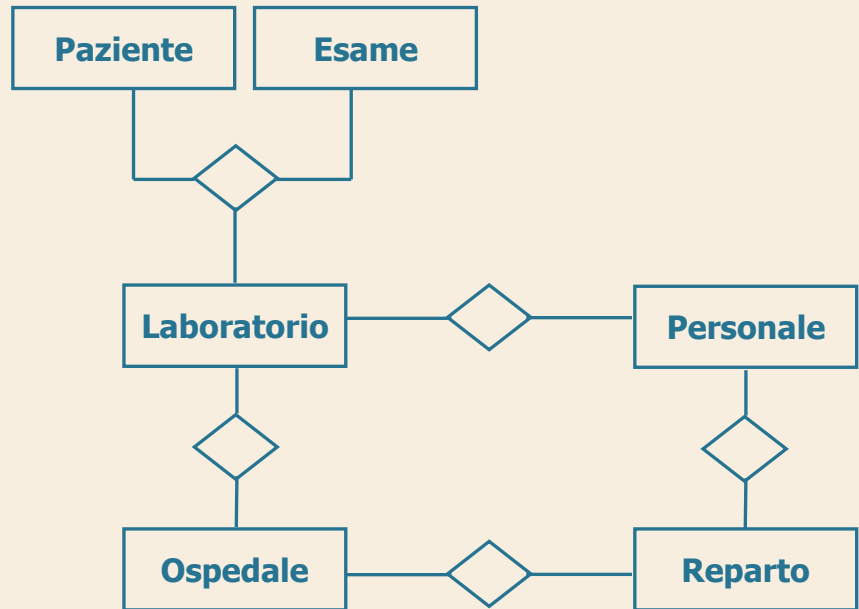 Paziente
Esame
Laboratorio
Personale
Ospedale
Reparto